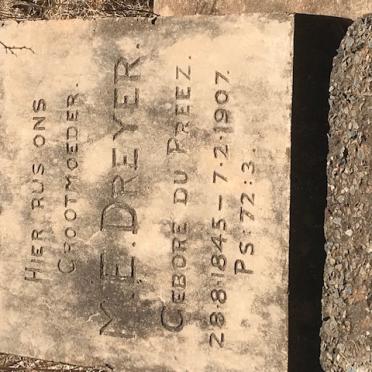 HIER RUS ONS
GROOTMOEDER.
M.E. DREYER.
GEBORE DU PREEZ.
28·8·1845 – 7·2·1907.
PS:72:3.